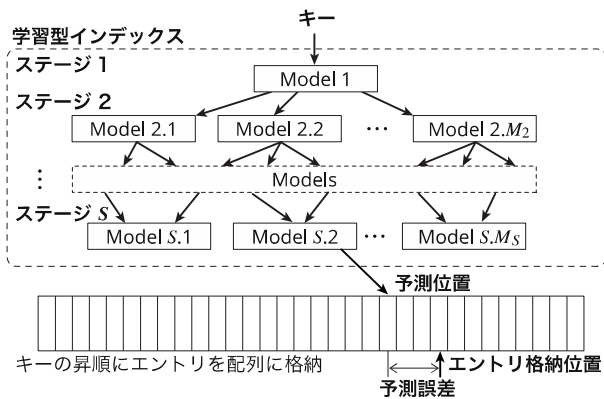 キー
学習型インデックス
ステージ 1
Model 1
ステージ 2
Model 2.1 Model 2.2 … Model 2.M₂
⋮ Models
ステージ S
Model S.1 Model S.2 … Model S.M_S
予測位置
キーの昇順にエントリを配列に格納 エントリ格納位置
予測誤差